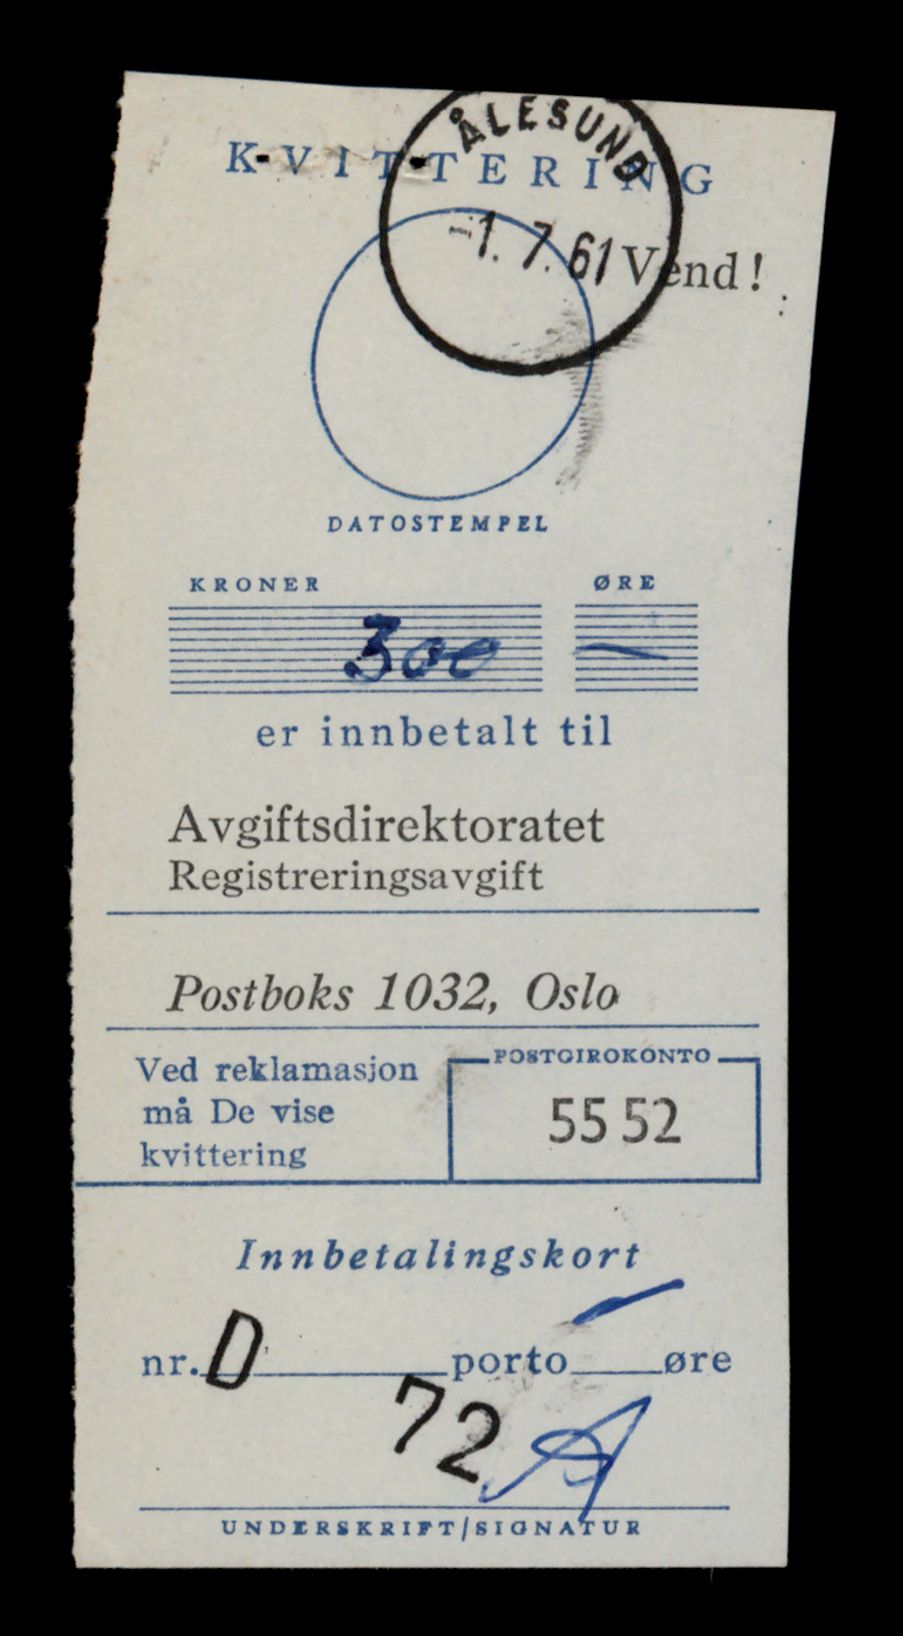 ÅLESUND
KVITTERING
-1. 7. 61 Vend!
DATOSTEMPEL
KRONER ØRE
300 —
er innbetalt til
Avgiftsdirektoratet
Registreringsavgift
Postboks 1032, Oslo
Ved reklamasjon
må De vise
kvittering
POSTGIROKONTO
55 52
Innbetalingskort
nr. D porto — øre
72
UNDERSKRIFT/SIGNATUR